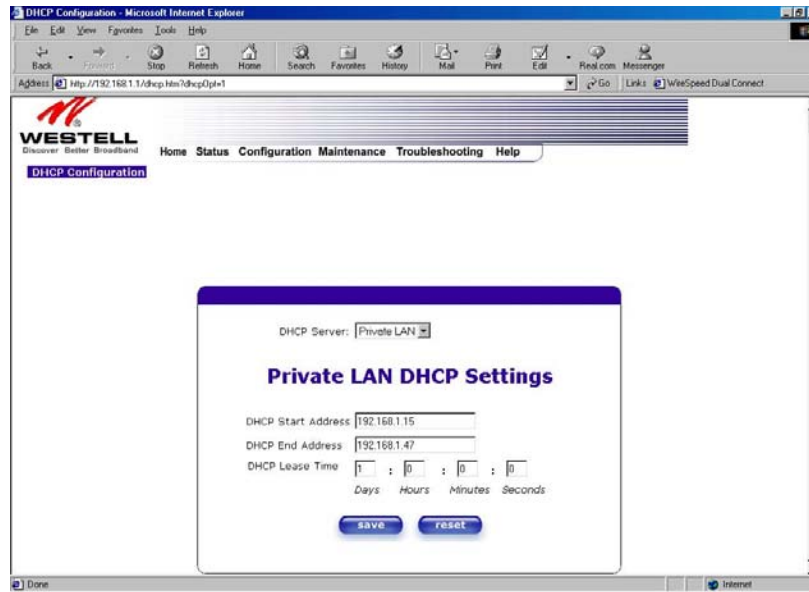 DHCP Configuration - Microsoft Internet Explorer
File Edit View Favorites Tools Help
Back Forward Stop Refresh Home Search Favorites History Mail Print Edit Real.com Messenger
Address http://192.168.1.1/dhcp.htm?dhcpOpt=1 Go Links WireSpeed Dual Connect
WESTELL
Discover Better Broadband
Home Status Configuration Maintenance Troubleshooting Help
DHCP Configuration
DHCP Server: Private LAN
Private LAN DHCP Settings
DHCP Start Address 192.168.1.15
DHCP End Address 192.168.1.47
DHCP Lease Time 1 : 0 : 0 : 0
Days Hours Minutes Seconds
save reset
Done Internet